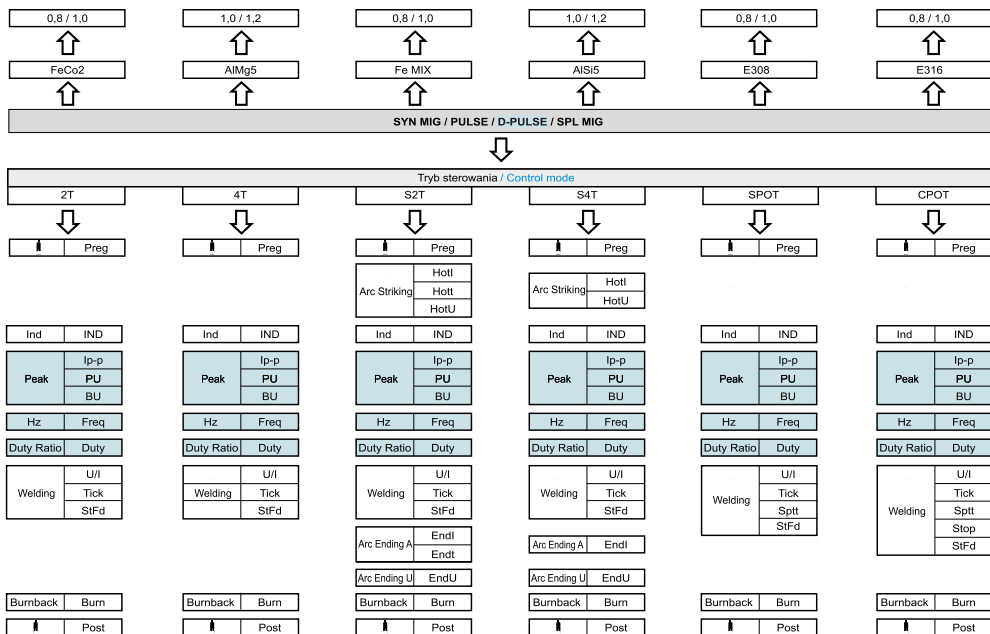 0,8 / 1,0 1,0 / 1,2 0,8 / 1,0 1,0 / 1,2 0,8 / 1,0 0,8 / 1,0
FeCo2 AlMg5 Fe MIX AlSi5 E308 E316
SYN MIG / PULSE / D-PULSE / SPL MIG
Tryb sterowania / Control mode
2T 4T S2T S4T SPOT CPOT
Preg Preg Preg Preg Preg Preg
Arc Striking HotI Hott HotU
Arc Striking HotI HotU
Ind IND Ind IND Ind IND Ind IND Ind IND Ind IND
Peak Ip-p PU BU
Peak Ip-p PU BU
Peak Ip-p PU BU
Peak Ip-p PU BU
Peak Ip-p PU BU
Peak Ip-p PU BU
Hz Freq Hz Freq Hz Freq Hz Freq Hz Freq Hz Freq
Duty Ratio Duty Duty Ratio Duty Duty Ratio Duty Duty Ratio Duty Duty Ratio Duty Duty Ratio Duty
Welding U/I Tick StFd
Welding U/I Tick StFd
Welding U/I Tick StFd
Welding U/I Tick StFd
Welding U/I Tick Sptt StFd
Welding U/I Tick Sptt Stop StFd
Arc Ending A EndI Endt
Arc Ending A EndI
Arc Ending U EndU Arc Ending U EndU
Burnback Burn Burnback Burn Burnback Burn Burnback Burn Burnback Burn Burnback Burn
Post Post Post Post Post Post